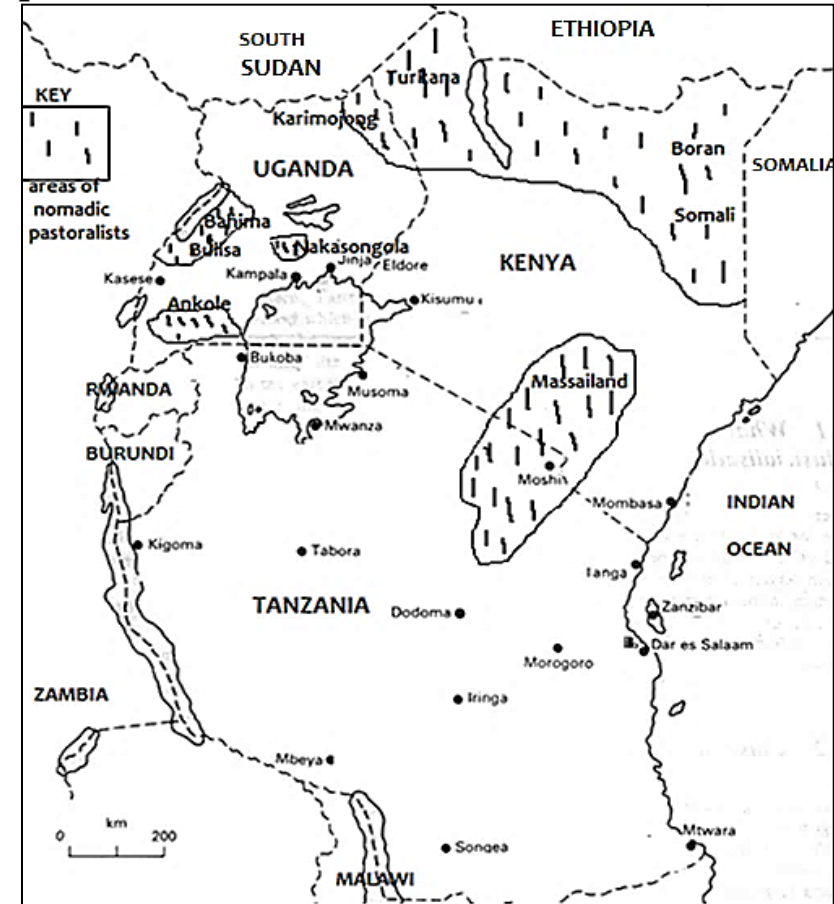 ETHIOPIA
SOUTH
SUDAN
Turkana
KEY
Karimojong
Boran
SOMALIA
UGANDA
areas of
nomadic
pastoralists
Bahima
Somali
Bulisa
Nakasongola
Jinja
Eldore
KENYA
Kasese
Kampala
Ankole
Kisumu
Bukoba
RWANDA
Massailand
Musoma
Mwanza
BURUNDI
Moshi
Mombasa
INDIAN
OCEAN
Kigoma
Tabora
Tanga
TANZANIA
Zanzibar
Dodoma
Dar es Salaam
Morogoro
ZAMBIA
Iringa
Mbeya
km
0 200
Mtwara
Songea
MALAWI